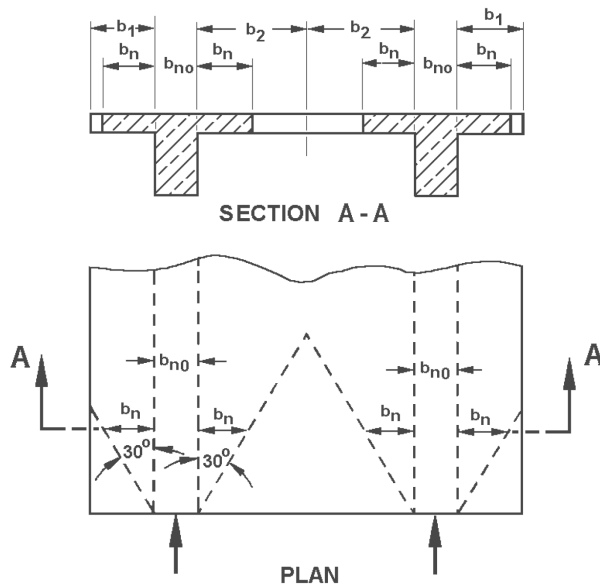 b1 b2 b2 b1
bn bno bn bn bno bn
SECTION A - A
A A
bn0 bn0
bn bn bn bn
30° 30°
PLAN